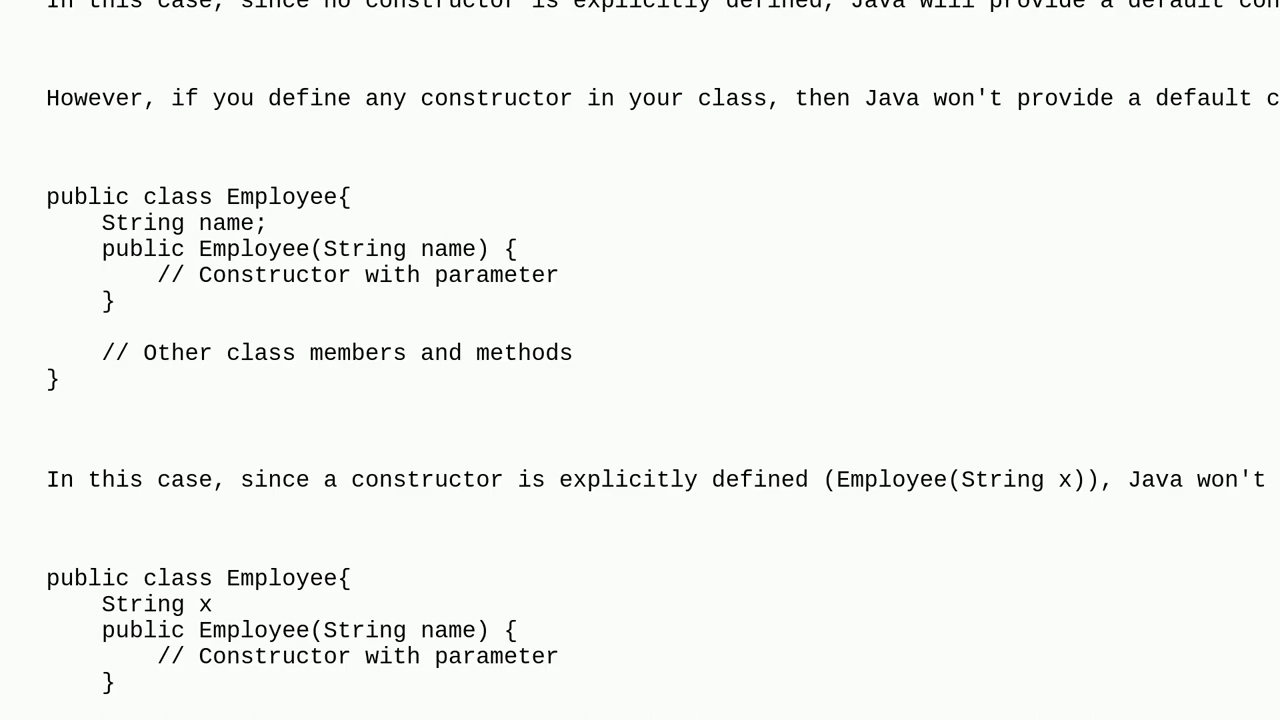 In this case, since no constructor is explicitly defined, Java will provide a default con
However, if you define any constructor in your class, then Java won't provide a default c
public class Employee{
    String name;
    public Employee(String name) {
        // Constructor with parameter
    }
    // Other class members and methods
}
In this case, since a constructor is explicitly defined (Employee(String x)), Java won't
public class Employee{
    String x
    public Employee(String name) {
        // Constructor with parameter
    }